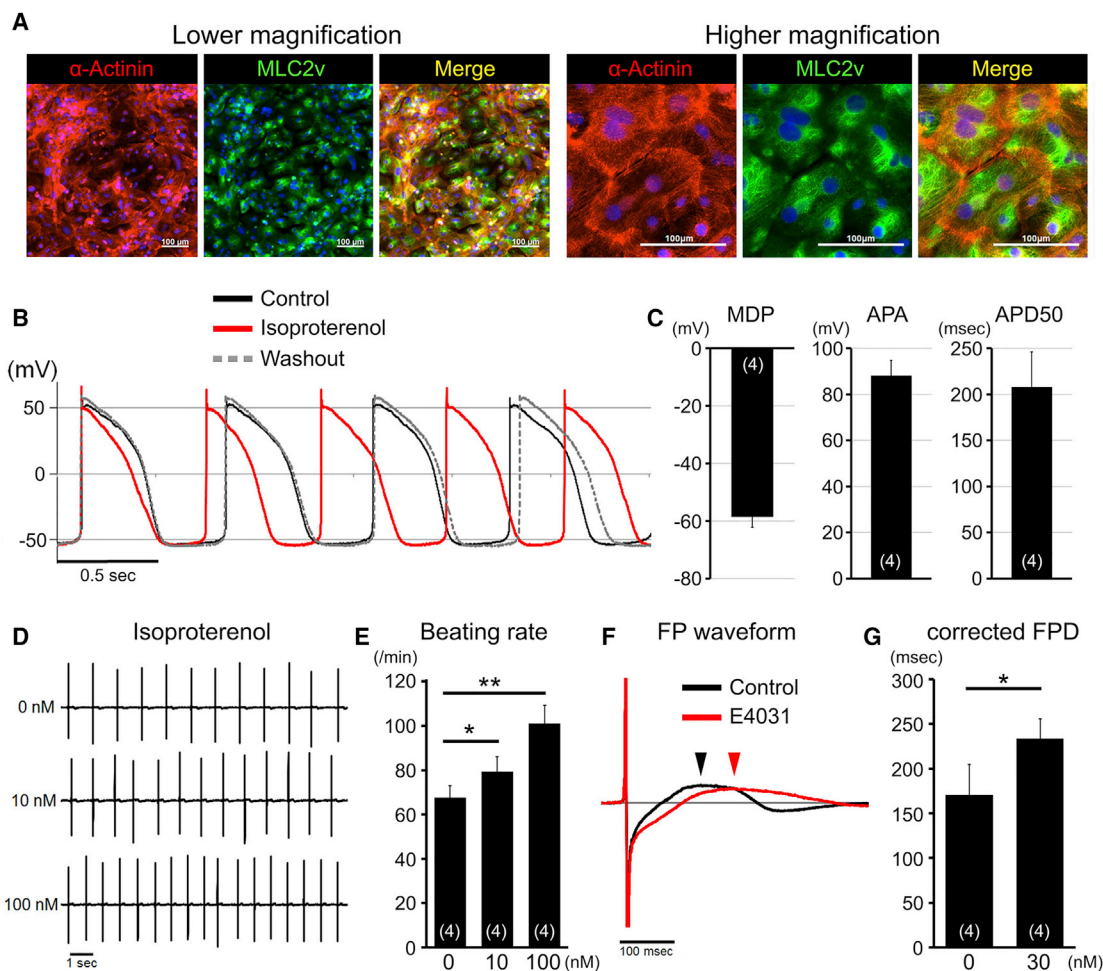 A
Lower magnification Higher magnification
α-Actinin MLC2v Merge α-Actinin MLC2v Merge
100 μm 100 μm 100 μm 100μm 100μm 100μm
B
Control
Isoproterenol
Washout
(mV)
50
0
-50
0.5 sec
C
MDP APA APD50
(mV) (mV) (msec)
0 100 250
-20 80 200
-40 60 150
-60 40 100
-80 20 50
0 0
(4) (4) (4)
D
Isoproterenol
0 nM
10 nM
100 nM
1 sec
E
Beating rate
(/min)
120
100
80
60
40
20
0
* **
(4) (4) (4)
0 10 100 (nM)
F
FP waveform
Control
E4031
100 msec
G
corrected FPD
(msec)
300
250
200
150
100
50
0
*
(4) (4)
0 30 (nM)